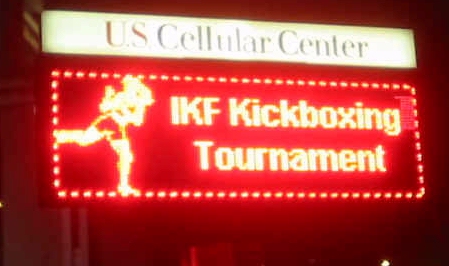 U.S. Cellular Center
IKF Kickboxing
Tournament